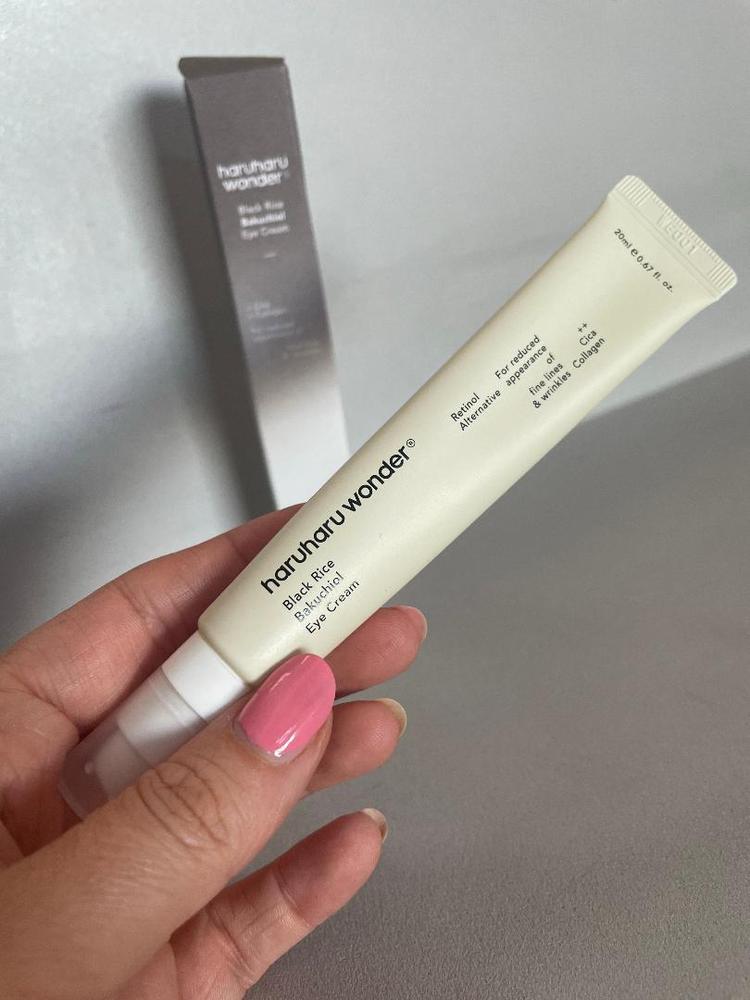 haruharu
wonder
Black Rice
Bakuchiol
Eye Cream
haruharu wonder®
Black Rice
Bakuchiol
Eye Cream
Retinol
Alternative
For reduced
appearance
of
fine lines
& wrinkles
++
Cica
Collagen
20ml ℮ 0.67 fl. oz.